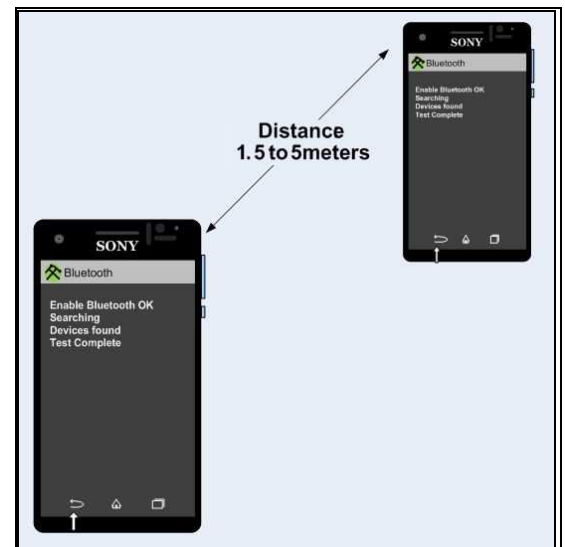 SONY
Bluetooth
Enable Bluetooth OK
Searching
Devices found
Test Complete
Distance
1. 5 to 5meters
SONY
Bluetooth
Enable Bluetooth OK
Searching
Devices found
Test Complete